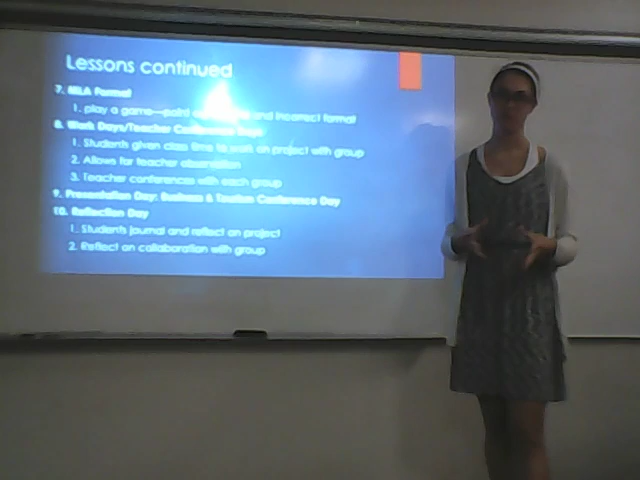 Lessons continued
7. MLA Format
1. play a game—point and incorrect format
8. Work Days/Teacher Conference Days
1. Students given class time to work on project with group
2. Allows for teacher observation
3. Teacher conferences with each group
9. Presentation Day: Business & Tourism Conference Day
10. Reflection Day
1. Students journal and reflect on project
2. Reflect on collaboration with group